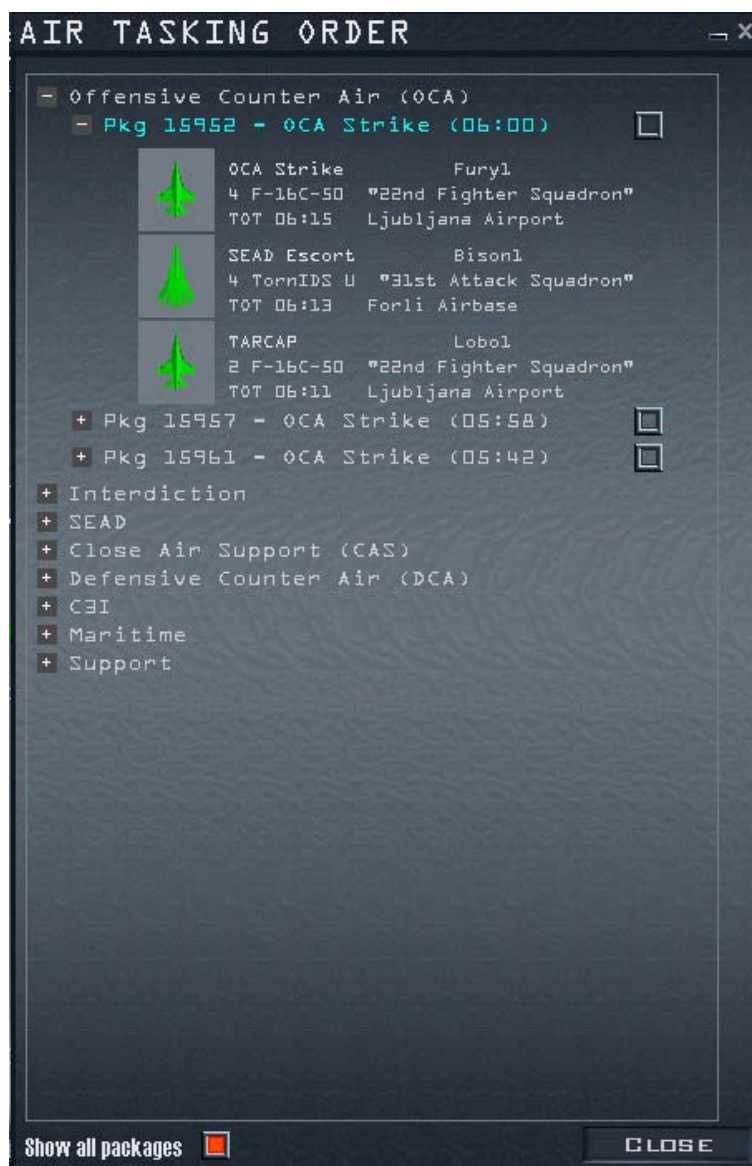 AIR TASKING ORDER
Offensive Counter Air (OCA)
Pkg 15952 - OCA Strike (06:00)
OCA Strike Fury1
4 F-16C-50 "22nd Fighter Squadron"
TOT 06:15 Ljubljana Airport
SEAD Escort Bison1
4 TornIDS U "31st Attack Squadron"
TOT 06:13 Forli Airbase
TARCAP Lobo1
2 F-16C-50 "22nd Fighter Squadron"
TOT 06:11 Ljubljana Airport
Pkg 15957 - OCA Strike (05:58)
Pkg 15961 - OCA Strike (05:42)
Interdiction
SEAD
Close Air Support (CAS)
Defensive Counter Air (DCA)
C3I
Maritime
Support
Show all packages
CLOSE